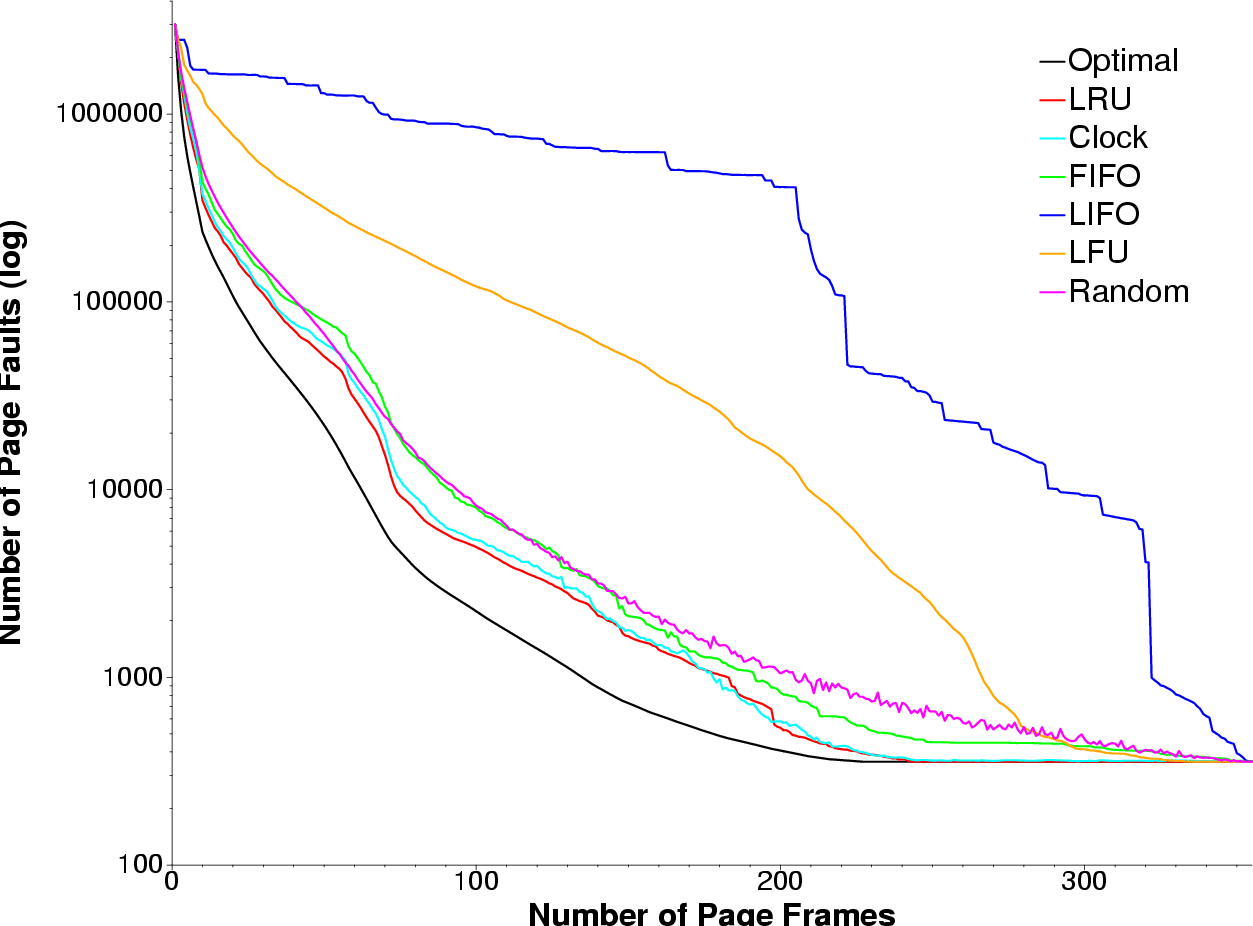 Optimal
LRU
Clock
FIFO
LIFO
LFU
Random
1000000
100000
10000
1000
100
0
100
200
300
Number of Page Faults (log)
Number of Page Frames